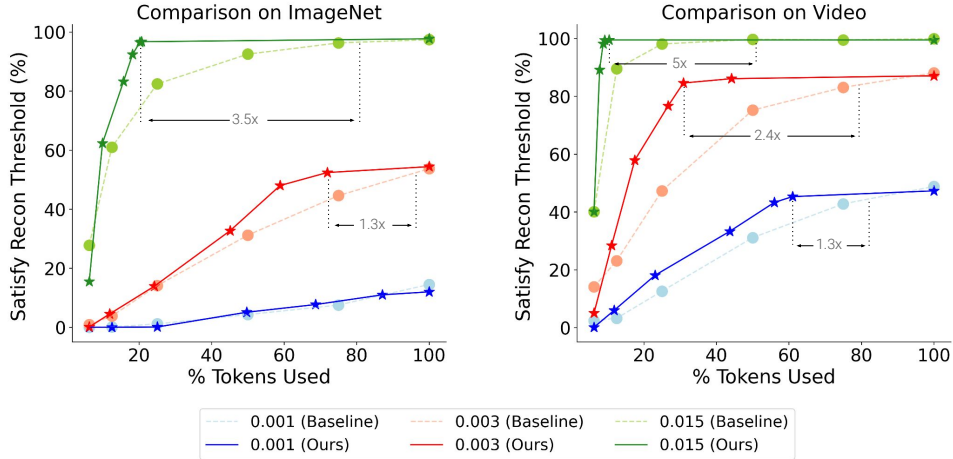 Comparison on ImageNet
Satisfy Recon Threshold (%)
100
80
60
40
20
0
3.5x
1.3x
20
40
60
80
100
% Tokens Used
Comparison on Video
Satisfy Recon Threshold (%)
100
80
60
40
20
0
5x
2.4x
1.3x
20
40
60
80
100
% Tokens Used
0.001 (Baseline) 0.003 (Baseline) 0.015 (Baseline)
0.001 (Ours) 0.003 (Ours) 0.015 (Ours)